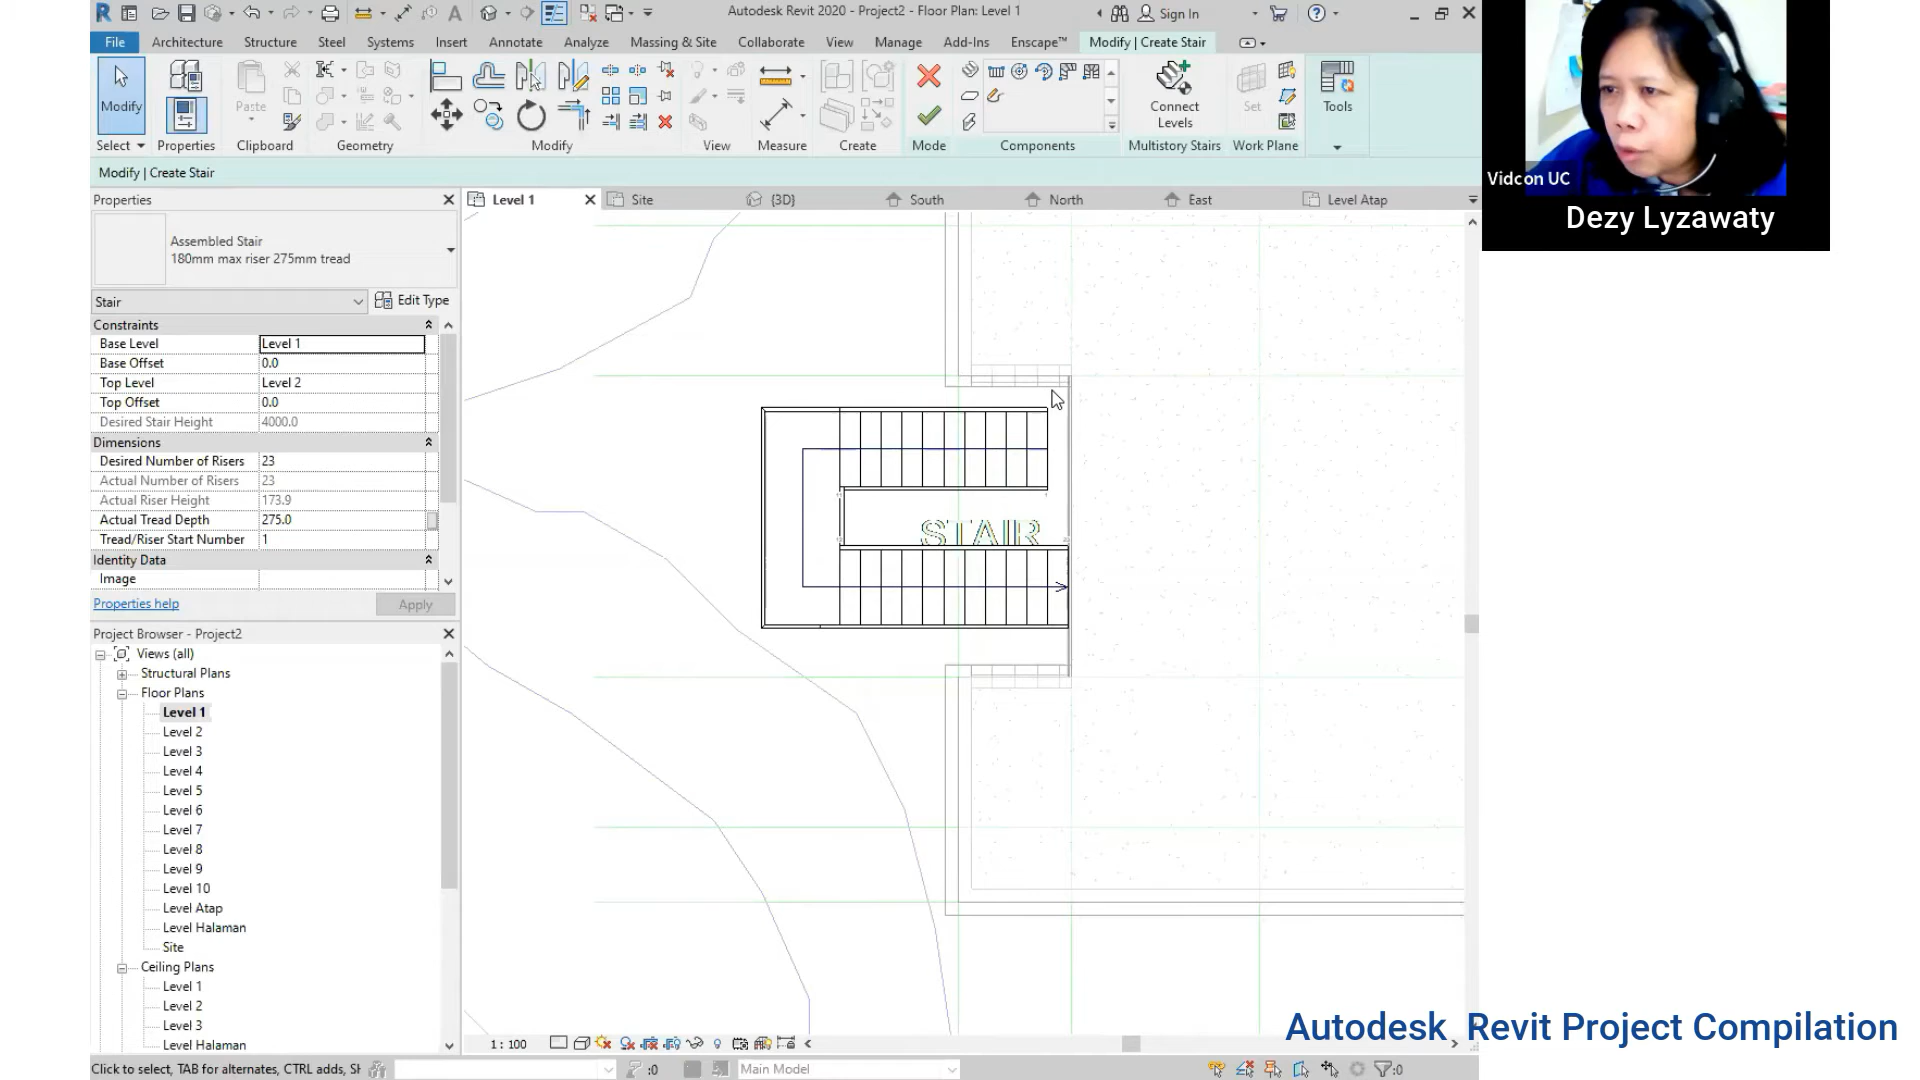 Autodesk Revit 2020 - Project2 - Floor Plan: Level 1
Sign In
File Architecture Structure Steel Systems Insert Annotate Analyze Massing & Site Collaborate View Manage Add-Ins Enscape™ Modify | Create Stair
Modify
Paste
Connect
Levels
Set
Tools
Select Properties Clipboard Geometry Modify View Measure Create Mode Components Multistory Stairs Work Plane
Modify | Create Stair
Properties
Level 1 Site {3D} South North East Level Atap
Assembled Stair
180mm max riser 275mm tread
Stair Edit Type
Constraints
Base Level Level 1
Base Offset 0.0
Top Level Level 2
Top Offset 0.0
Desired Stair Height 4000.0
Dimensions
Desired Number of Risers 23
Actual Number of Risers 23
Actual Riser Height 173.9
Actual Tread Depth 275.0
Tread/Riser Start Number 1
Identity Data
Image
Properties help Apply
Project Browser - Project2
Views (all)
Structural Plans
Floor Plans
Level 1
Level 2
Level 3
Level 4
Level 5
Level 6
Level 7
Level 8
Level 9
Level 10
Level Atap
Level Halaman
Site
Ceiling Plans
Level 1
Level 2
Level 3
Level Halaman
STAIR
1 : 100
Click to select, TAB for alternates, CTRL adds, SH
:0
Main Model
:0
Vidcon UC
Dezy Lyzawaty
Autodesk Revit Project Compilation